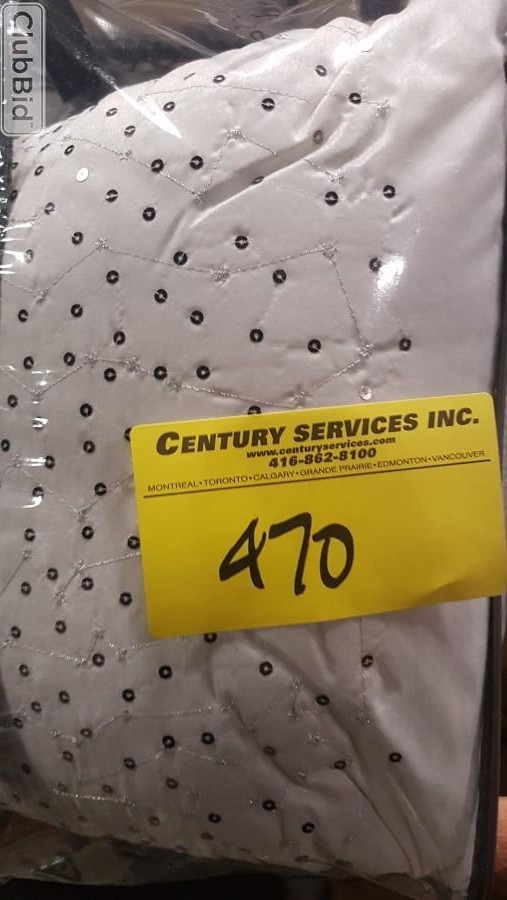 ClubBid
CENTURY SERVICES INC.
www.centuryservices.com
416-862-8100
MONTREAL•TORONTO•CALGARY•GRANDE PRAIRIE•EDMONTON•VANCOUVER
470